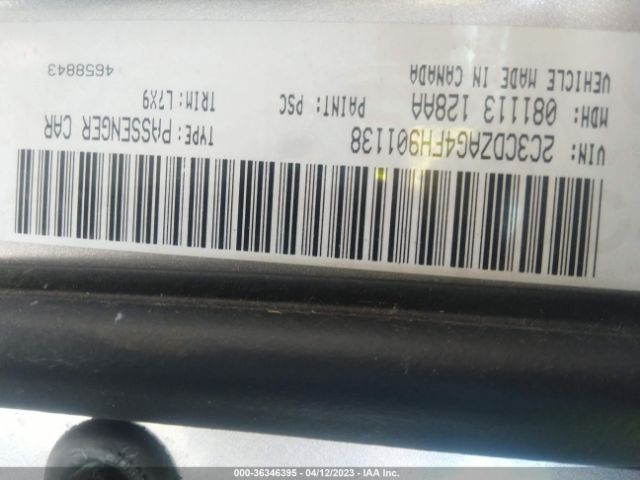 VIN: 2C3CDZAG4FH901138 TYPE: PASSENGER CAR
MDH: 081113 128AA PAINT: PSC TRIM: L7X9
VEHICLE MADE IN CANADA 4658843
000-36346395 - 04/12/2023 - IAA Inc.